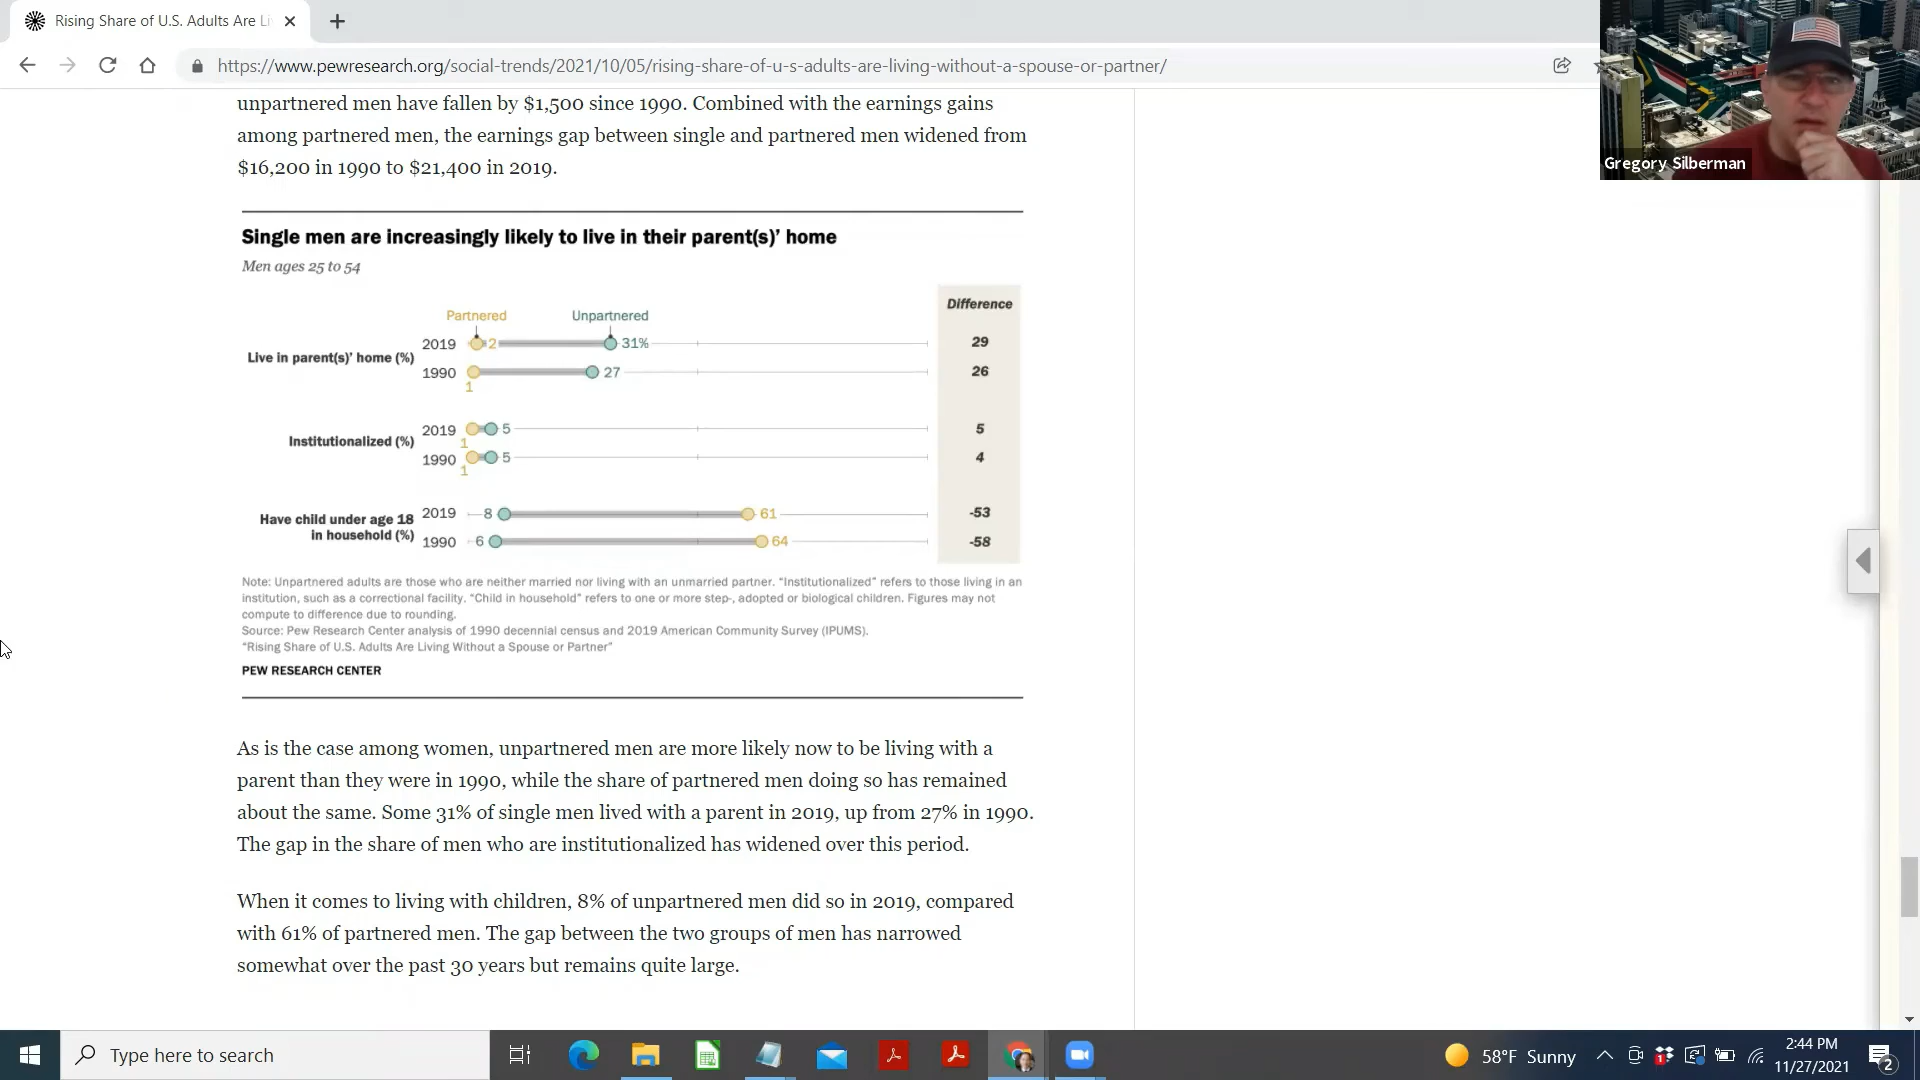 Rising Share of U.S. Adults Are Li
https://www.pewresearch.org/social-trends/2021/10/05/rising-share-of-u-s-adults-are-living-without-a-spouse-or-partner/
Gregory Silberman
unpartnered men have fallen by $1,500 since 1990. Combined with the earnings gains
among partnered men, the earnings gap between single and partnered men widened from
$16,200 in 1990 to $21,400 in 2019.
Single men are increasingly likely to live in their parent(s)’ home
Men ages 25 to 54
Difference
Partnered Unpartnered
Live in parent(s)’ home (%)
2019 2 31% 29
1990 1 27 26
Institutionalized (%)
2019 1 5 5
1990 1 5 4
Have child under age 18
in household (%)
2019 8 61 -53
1990 6 64 -58
Note: Unpartnered adults are those who are neither married nor living with an unmarried partner. “Institutionalized” refers to those living in an
institution, such as a correctional facility. “Child in household” refers to one or more step-, adopted or biological children. Figures may not
compute to difference due to rounding.
Source: Pew Research Center analysis of 1990 decennial census and 2019 American Community Survey (IPUMS).
“Rising Share of U.S. Adults Are Living Without a Spouse or Partner”
PEW RESEARCH CENTER
As is the case among women, unpartnered men are more likely now to be living with a
parent than they were in 1990, while the share of partnered men doing so has remained
about the same. Some 31% of single men lived with a parent in 2019, up from 27% in 1990.
The gap in the share of men who are institutionalized has widened over this period.
When it comes to living with children, 8% of unpartnered men did so in 2019, compared
with 61% of partnered men. The gap between the two groups of men has narrowed
somewhat over the past 30 years but remains quite large.
Type here to search
58°F Sunny
1
2:44 PM
11/27/2021
2